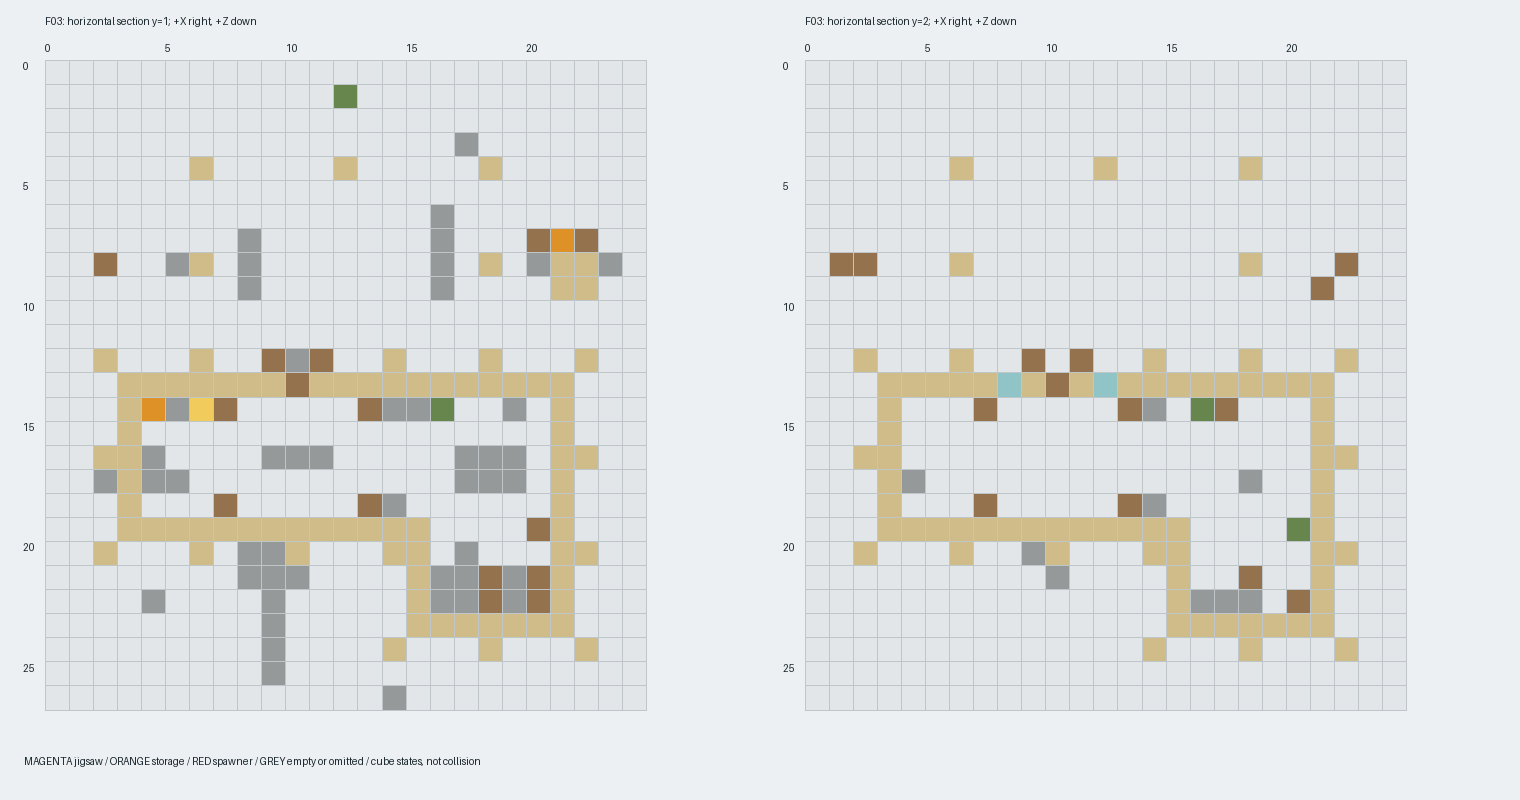 F03: horizontal section y=1; +X right, +Z down
F03: horizontal section y=2; +X right, +Z down
0 5 10 15 20
0 5 10 15 20
0
5
10
15
20
25
0
5
10
15
20
25
MAGENTA jigsaw / ORANGE storage / RED spawner / GREY empty or omitted / cube states, not collision